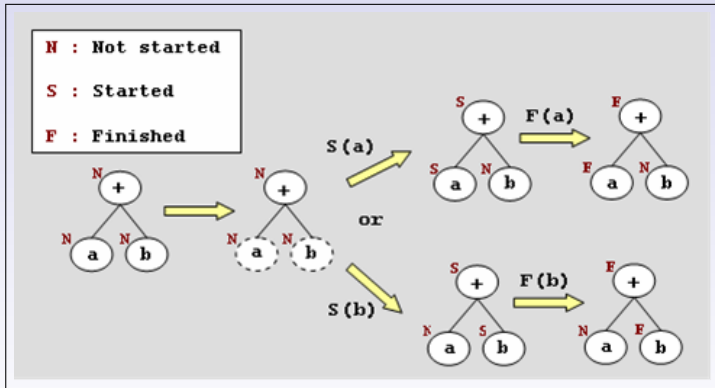 N : Not started
S : Started
F : Finished
N
+
N
a
N
b
N
+
N
a
N
b
S(a)
or
S(b)
S
+
S
a
N
b
F(a)
F
+
F
a
N
b
S
+
N
a
S
b
F(b)
F
+
N
a
F
b